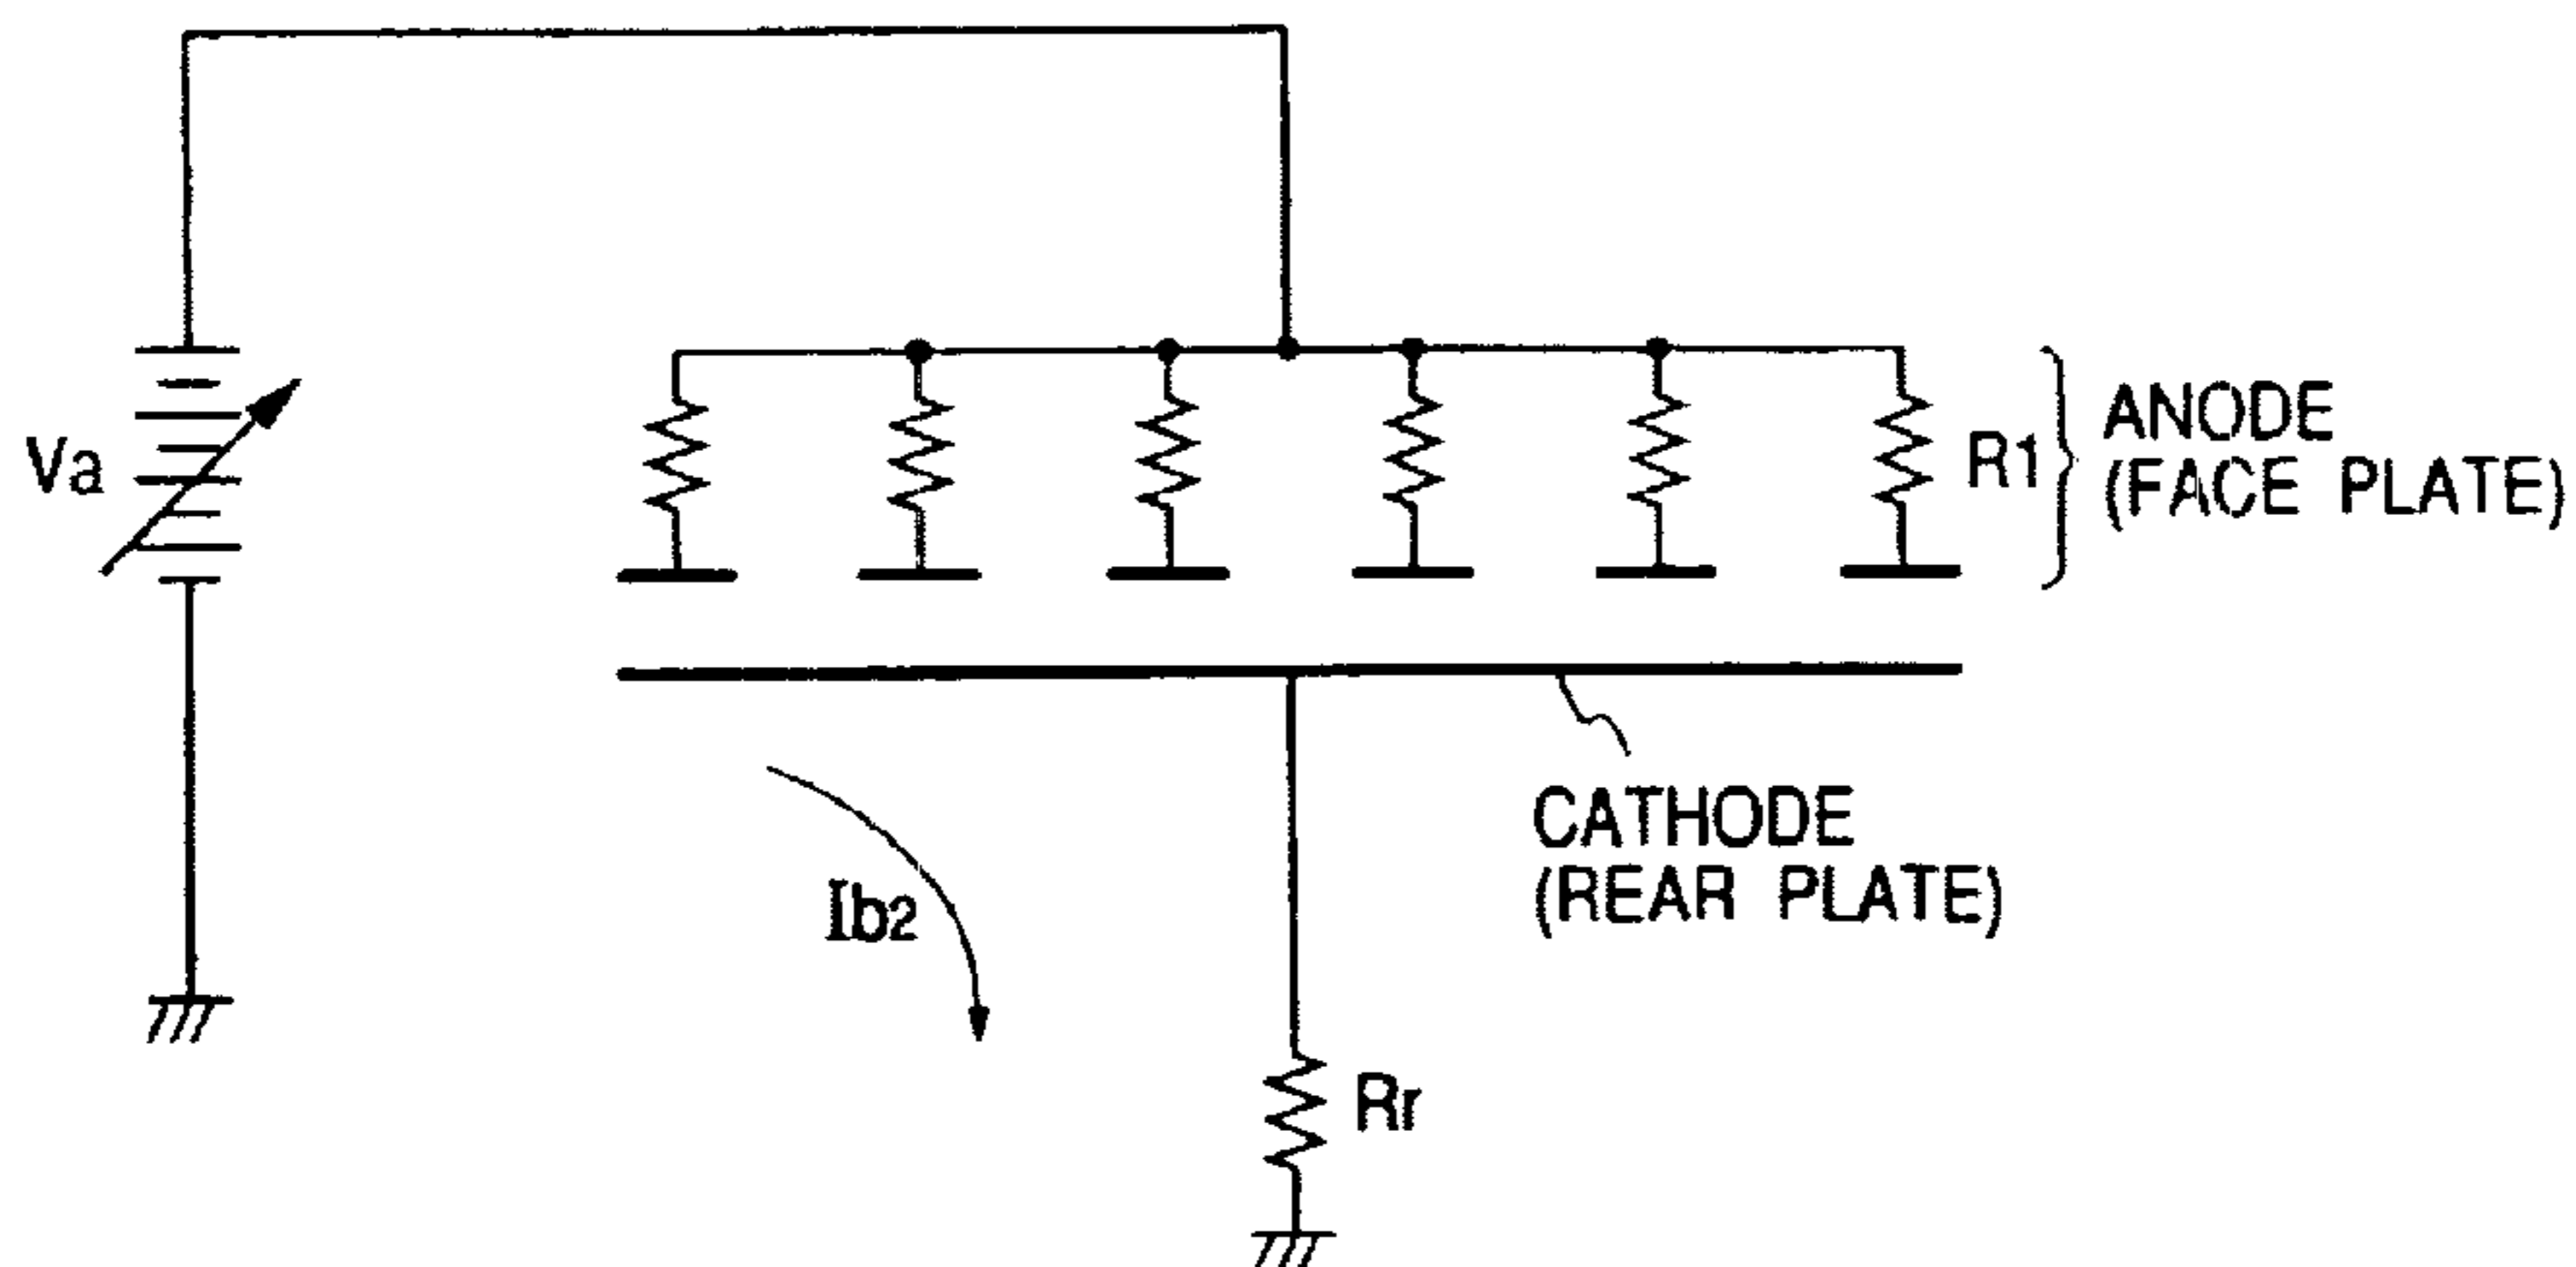 Va
R1
ANODE
(FACE PLATE)
CATHODE
(REAR PLATE)
Ib2
Rr